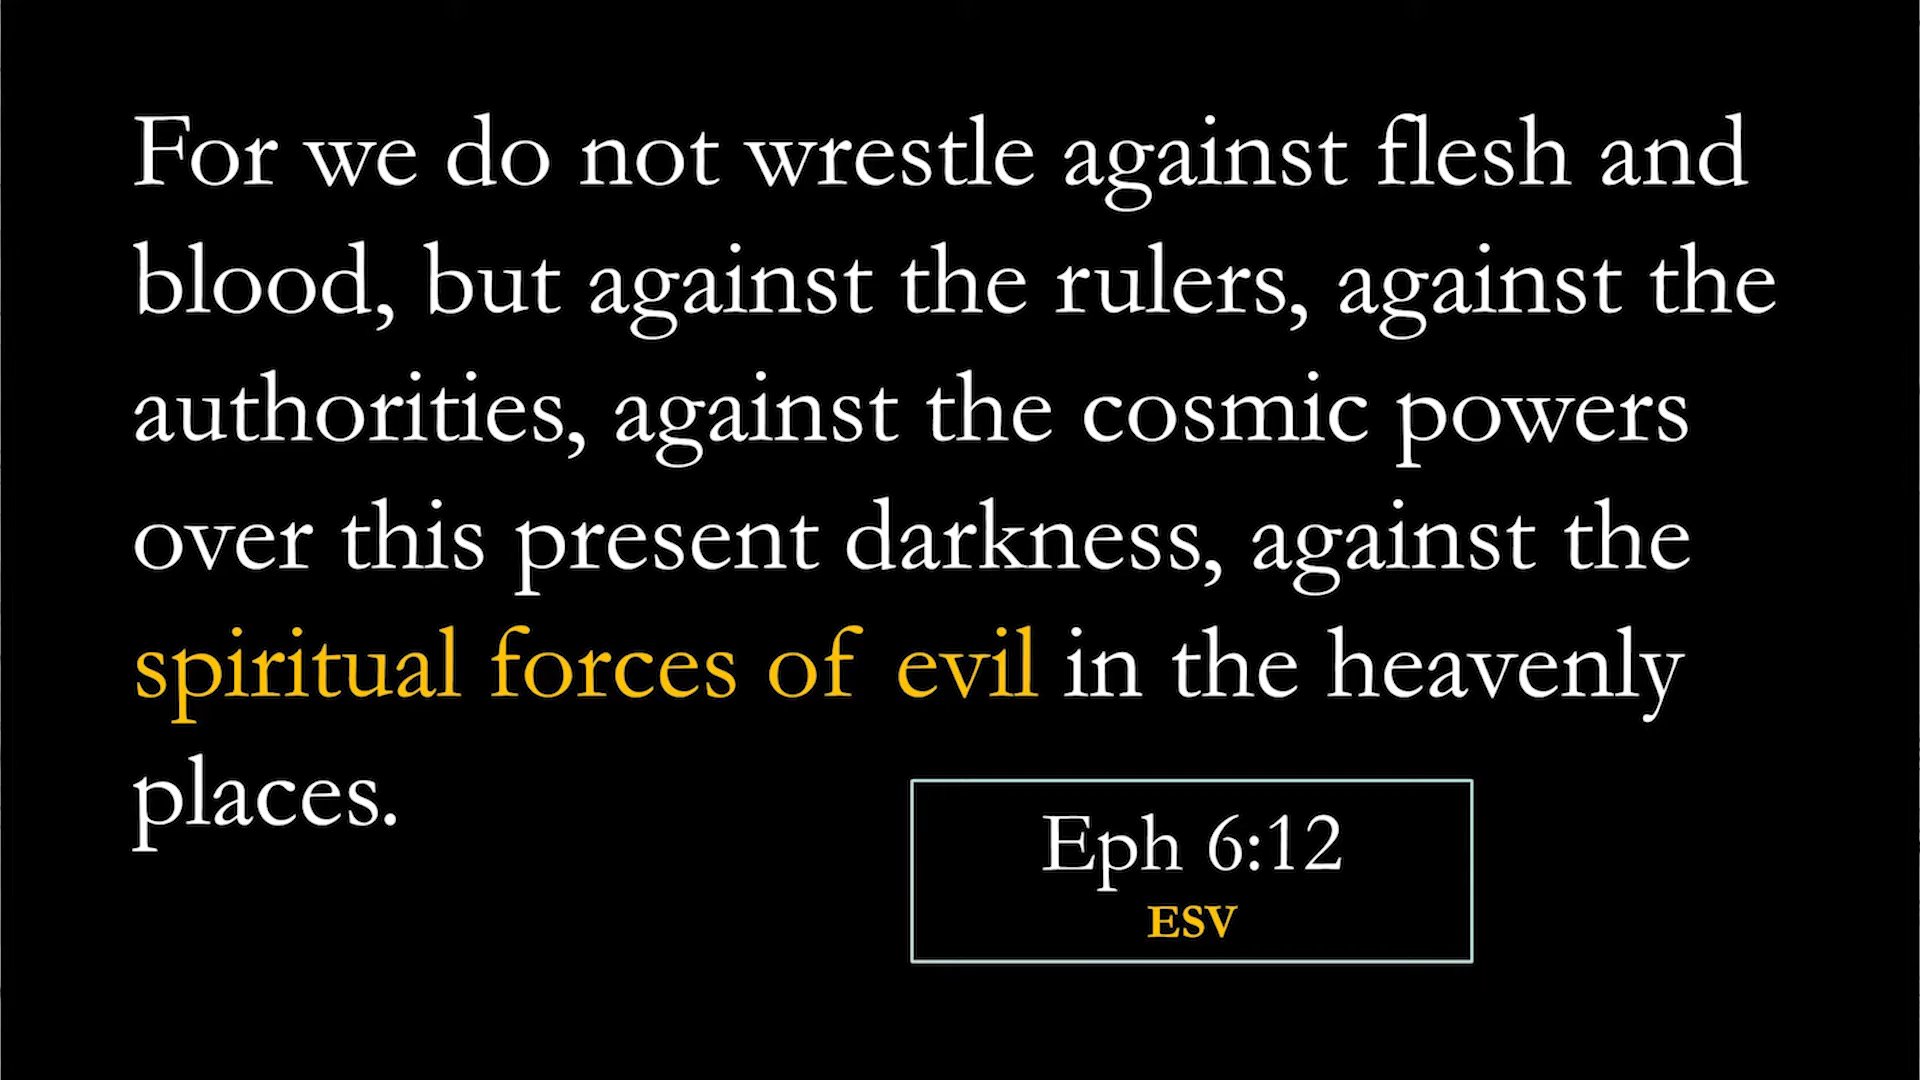 For we do not wrestle against flesh and
blood, but against the rulers, against the
authorities, against the cosmic powers
over this present darkness, against the
spiritual forces of evil in the heavenly
places.
Eph 6:12
ESV